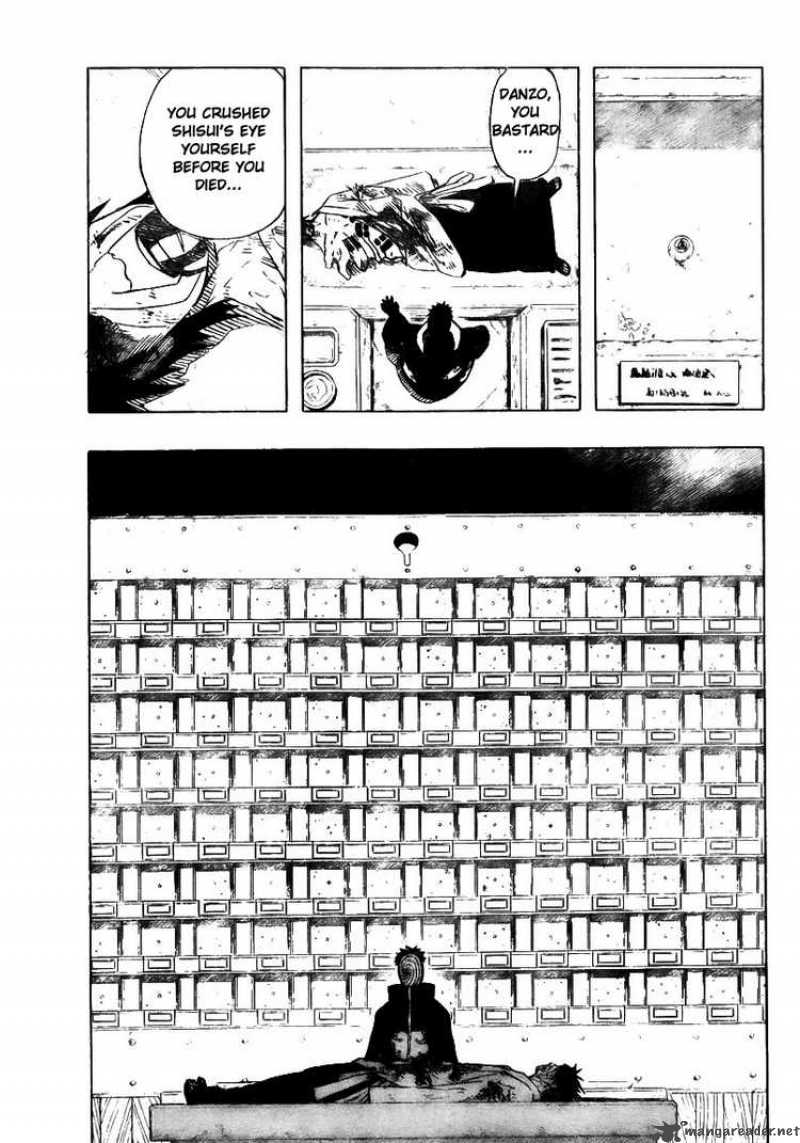 DANZO,
YOU
BASTARD
...
YOU CRUSHED
SHISUI'S EYE
YOURSELF
BEFORE YOU
DIED...
mangareader.net